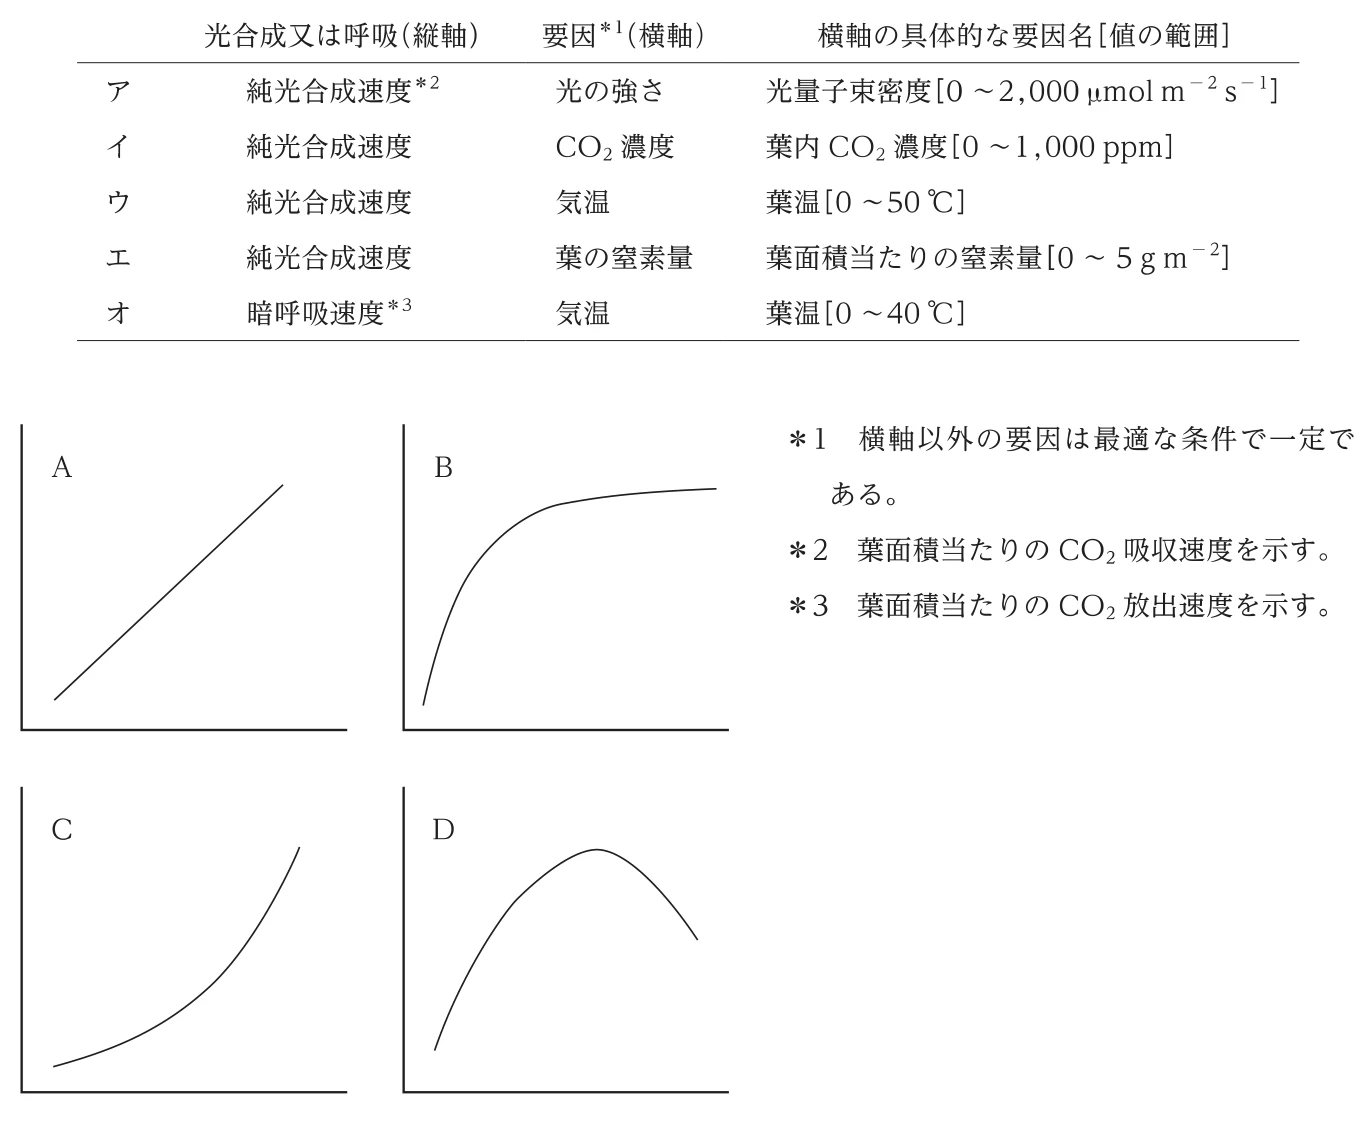 光合成又は呼吸(縦軸) 要因＊1(横軸) 横軸の具体的な要因名[値の範囲]
ア 純光合成速度＊2 光の強さ 光量子束密度[0～2,000 μmol m−2 s−1]
イ 純光合成速度 CO2 濃度 葉内 CO2 濃度[0～1,000 ppm]
ウ 純光合成速度 気温 葉温[0～50 ℃]
エ 純光合成速度 葉の窒素量 葉面積当たりの窒素量[0～5 g m−2]
オ 暗呼吸速度＊3 気温 葉温[0～40 ℃]
A
B
＊1 横軸以外の要因は最適な条件で一定で
ある。
＊2 葉面積当たりの CO2 吸収速度を示す。
＊3 葉面積当たりの CO2 放出速度を示す。
C
D